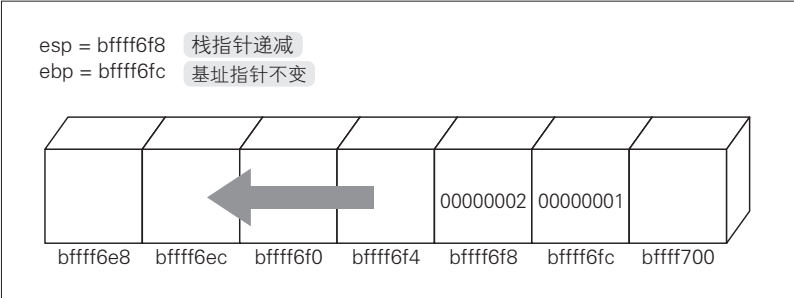 esp = bffff6f8 栈指针递减
ebp = bffff6fc 基址指针不变
00000002 00000001
bffff6e8 bffff6ec bffff6f0 bffff6f4 bffff6f8 bffff6fc bffff700